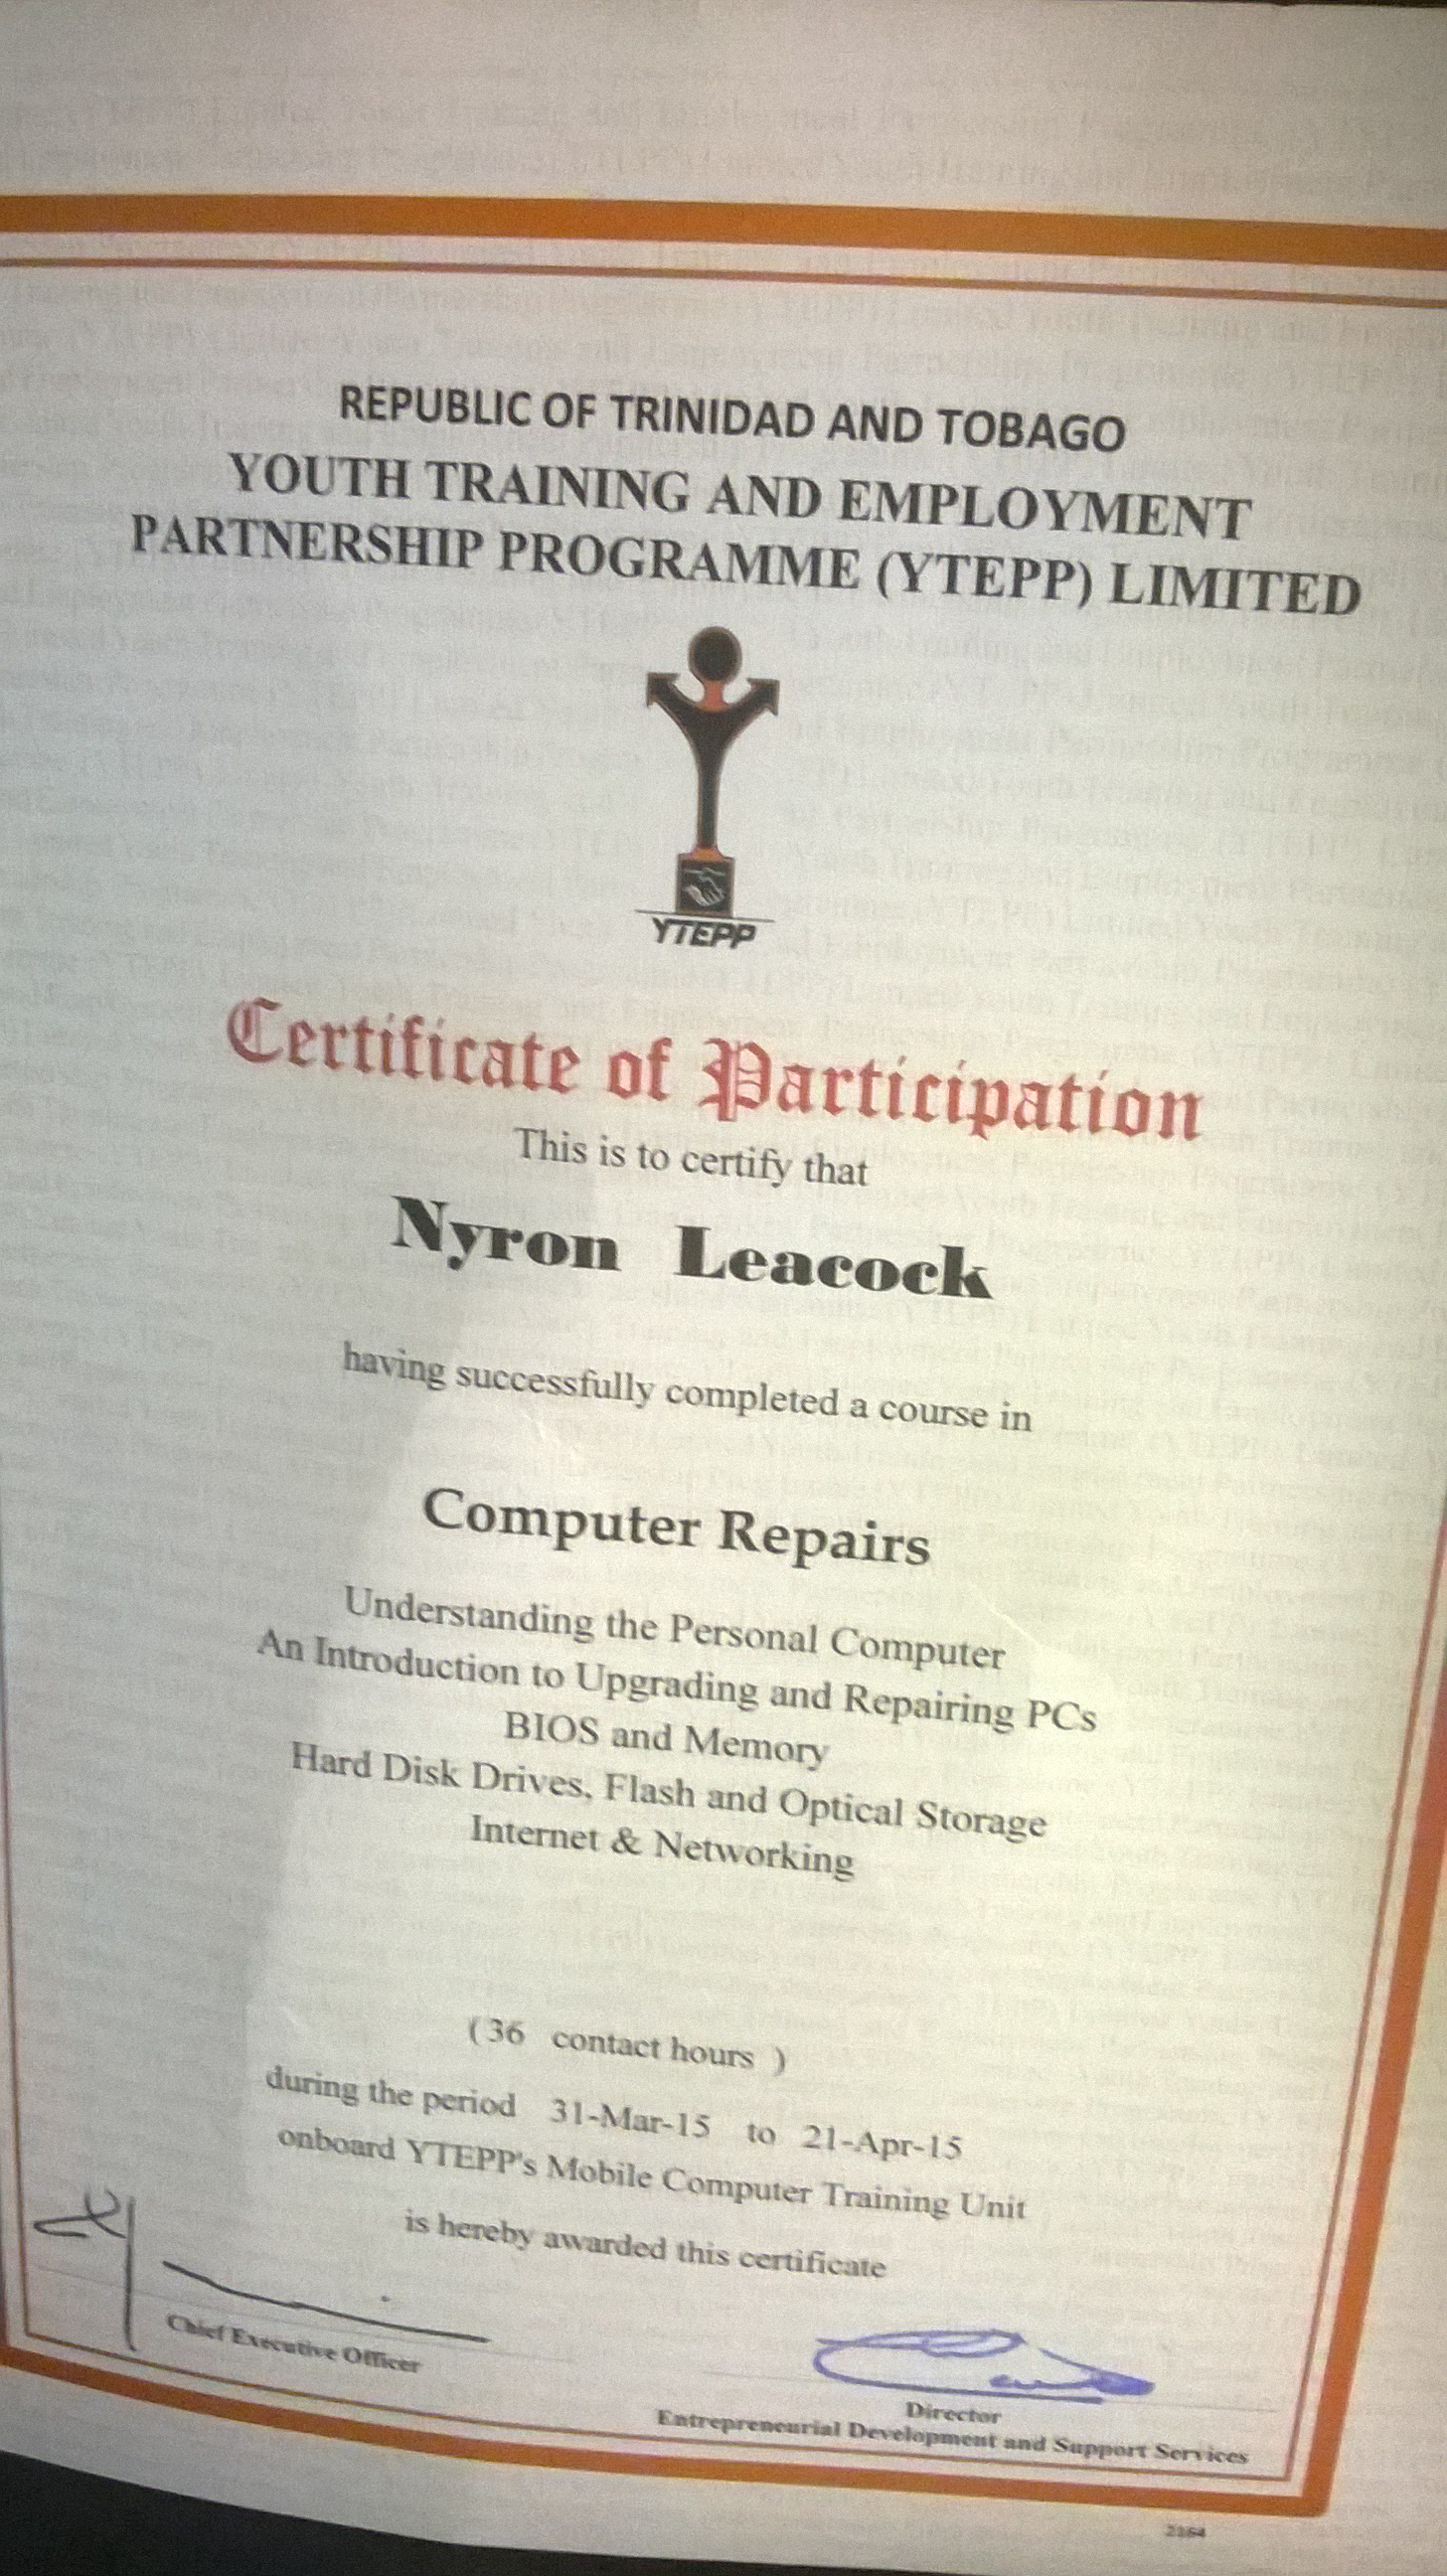 REPUBLIC OF TRINIDAD AND TOBAGO
YOUTH TRAINING AND EMPLOYMENT
PARTNERSHIP PROGRAMME (YTEPP) LIMITED
YTEPP
Certificate of Participation
This is to certify that
Nyron Leacock
having successfully completed a course in
Computer Repairs
Understanding the Personal Computer
An Introduction to Upgrading and Repairing PCs
BIOS and Memory
Hard Disk Drives, Flash and Optical Storage
Internet & Networking
( 36 contact hours )
during the period 31-Mar-15 to 21-Apr-15
onboard YTEPP's Mobile Computer Training Unit
is hereby awarded this certificate
Chief Executive Officer
Director
Entrepreneurial Development and Support Services
2164